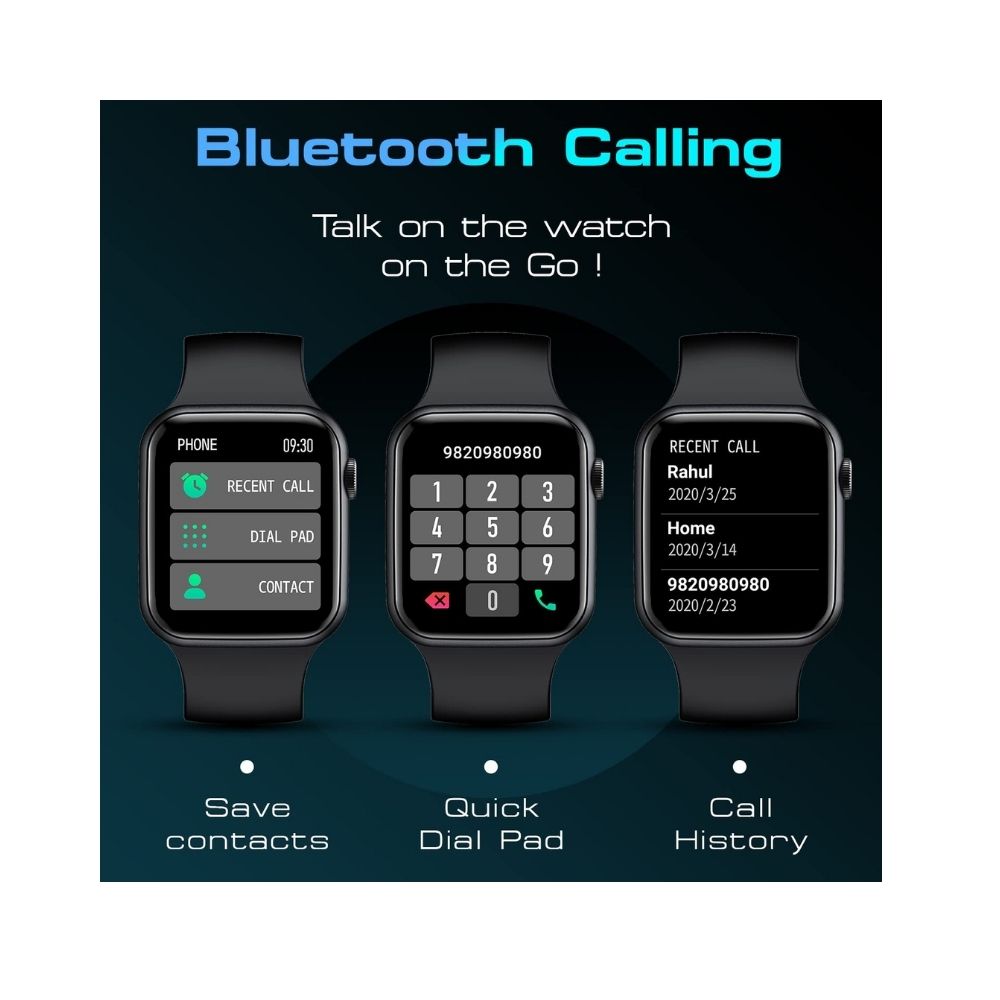 Bluetooth Calling
Talk on the watch
on the Go !
PHONE 09:30
RECENT CALL
DIAL PAD
CONTACT
9820980980
1 2 3
4 5 6
7 8 9
0
RECENT CALL
Rahul
2020/3/25
Home
2020/3/14
9820980980
2020/2/23
Save
contacts
Quick
Dial Pad
Call
History